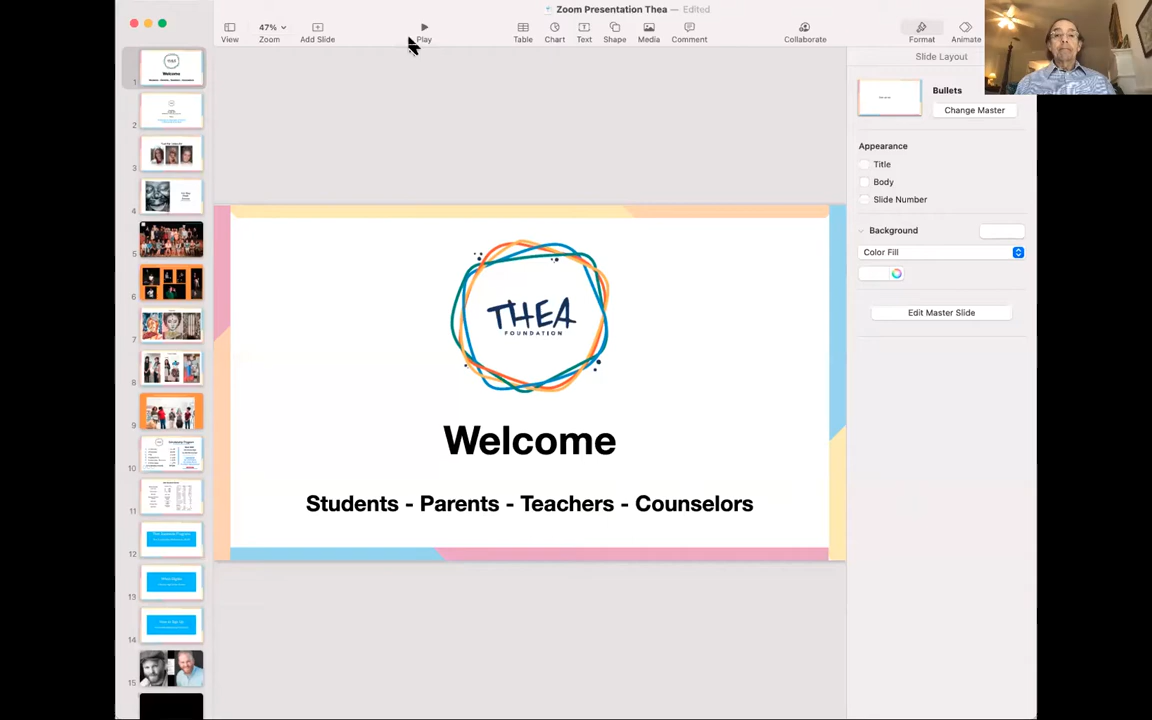 Zoom Presentation Thea — Edited
47%
View
Zoom
Add Slide
Play
Table
Chart
Text
Shape
Media
Comment
Collaborate
Format
Animate
Slide Layout
Bullets
Change Master
Appearance
Title
Body
Slide Number
Background
Color Fill
Edit Master Slide
THEA
FOUNDATION
Welcome
Students - Parents - Teachers - Counselors
1
THEA
Welcome
2
3
4
5
6
7
8
9
10
11
12
13
14
15